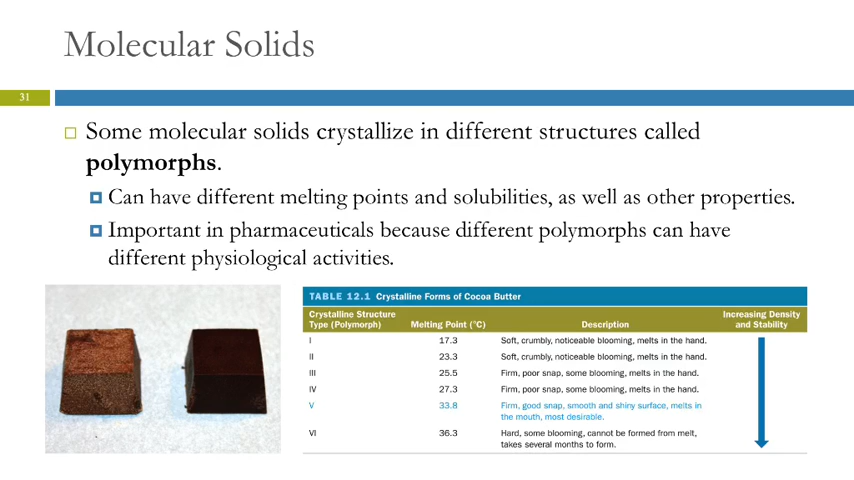 Molecular Solids
31
Some molecular solids crystallize in different structures called
polymorphs.
Can have different melting points and solubilities, as well as other properties.
Important in pharmaceuticals because different polymorphs can have
different physiological activities.
TABLE 12.1 Crystalline Forms of Cocoa Butter
Crystalline Structure Type (Polymorph) Melting Point (°C) Description Increasing Density and Stability
I 17.3 Soft, crumbly, noticeable blooming, melts in the hand.
II 23.3 Soft, crumbly, noticeable blooming, melts in the hand.
III 25.5 Firm, poor snap, some blooming, melts in the hand.
IV 27.3 Firm, poor snap, some blooming, melts in the hand.
V 33.8 Firm, good snap, smooth and shiny surface, melts in
the mouth, most desirable.
VI 36.3 Hard, some blooming, cannot be formed from melt,
takes several months to form.